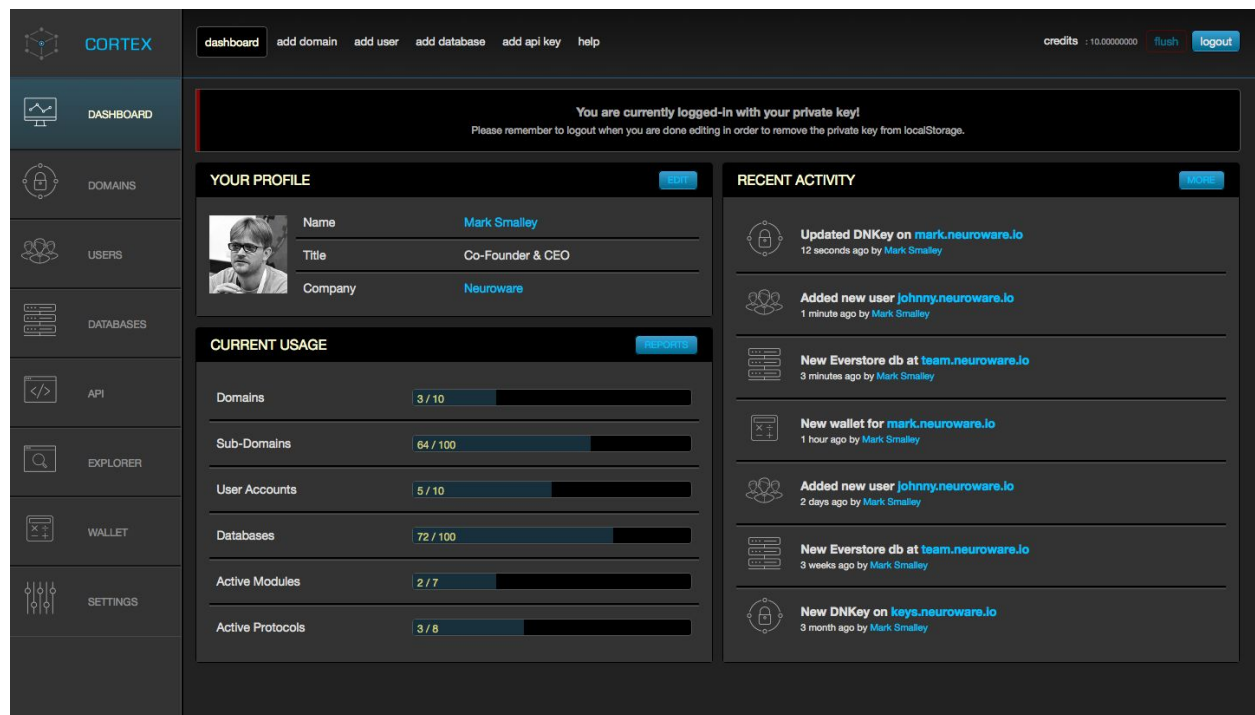 CORTEX
dashboard add domain add user add database add api key help
credits : 10.00000000 flush logout
DASHBOARD
DOMAINS
USERS
DATABASES
API
EXPLORER
WALLET
SETTINGS
You are currently logged-in with your private key!
Please remember to logout when you are done editing in order to remove the private key from localStorage.
YOUR PROFILE EDIT
Name Mark Smalley
Title Co-Founder & CEO
Company Neuroware
CURRENT USAGE REPORTS
Domains 3 / 10
Sub-Domains 64 / 100
User Accounts 5 / 10
Databases 72 / 100
Active Modules 2 / 7
Active Protocols 3 / 8
RECENT ACTIVITY MORE
Updated DNKey on mark.neuroware.io
12 seconds ago by Mark Smalley
Added new user johnny.neuroware.io
1 minute ago by Mark Smalley
New Everstore db at team.neuroware.io
3 minutes ago by Mark Smalley
New wallet for mark.neuroware.io
1 hour ago by Mark Smalley
Added new user johnny.neuroware.io
2 days ago by Mark Smalley
New Everstore db at team.neuroware.io
3 weeks ago by Mark Smalley
New DNKey on keys.neuroware.io
3 month ago by Mark Smalley